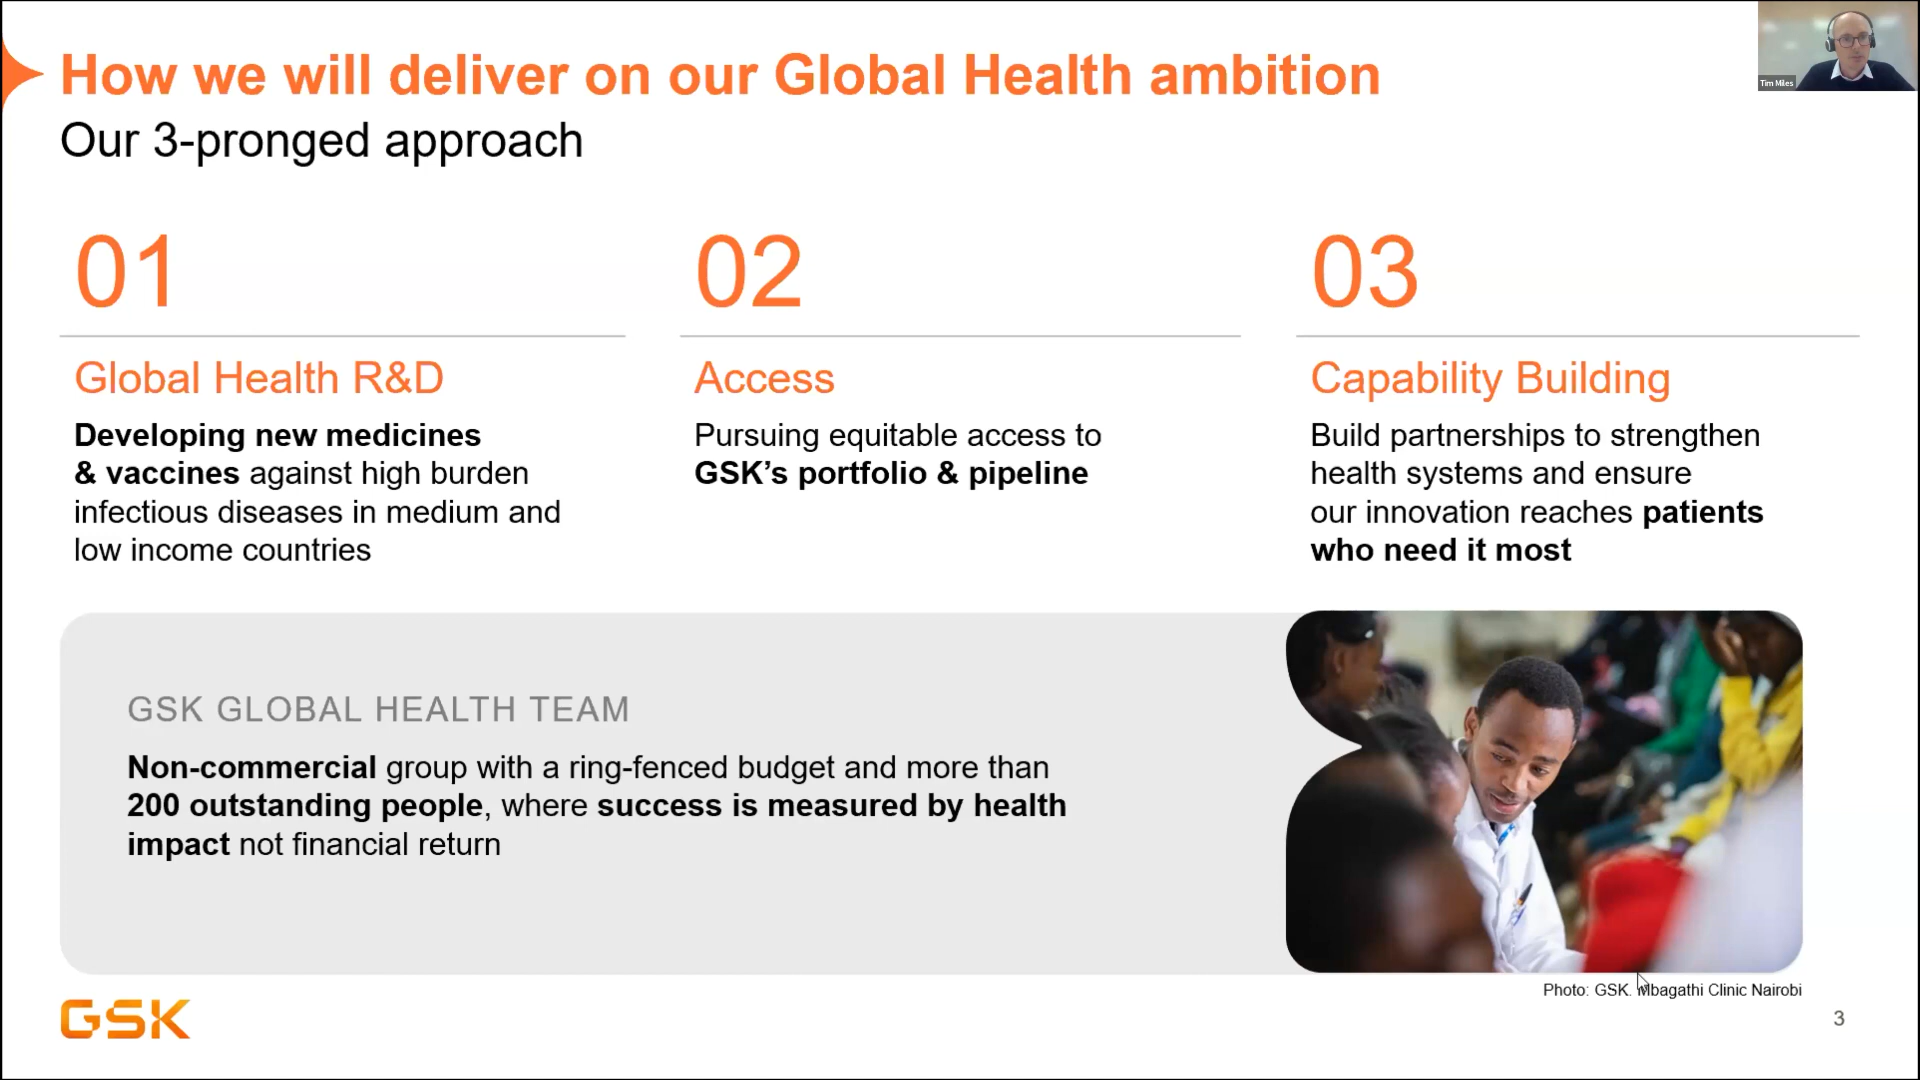 How we will deliver on our Global Health ambition
Our 3-pronged approach
Tim Miles
01
Global Health R&D
Developing new medicines
& vaccines against high burden
infectious diseases in medium and
low income countries
02
Access
Pursuing equitable access to
GSK’s portfolio & pipeline
03
Capability Building
Build partnerships to strengthen
health systems and ensure
our innovation reaches patients
who need it most
GSK GLOBAL HEALTH TEAM
Non-commercial group with a ring-fenced budget and more than
200 outstanding people, where success is measured by health
impact not financial return
Photo: GSK. Mbagathi Clinic Nairobi
GSK
3